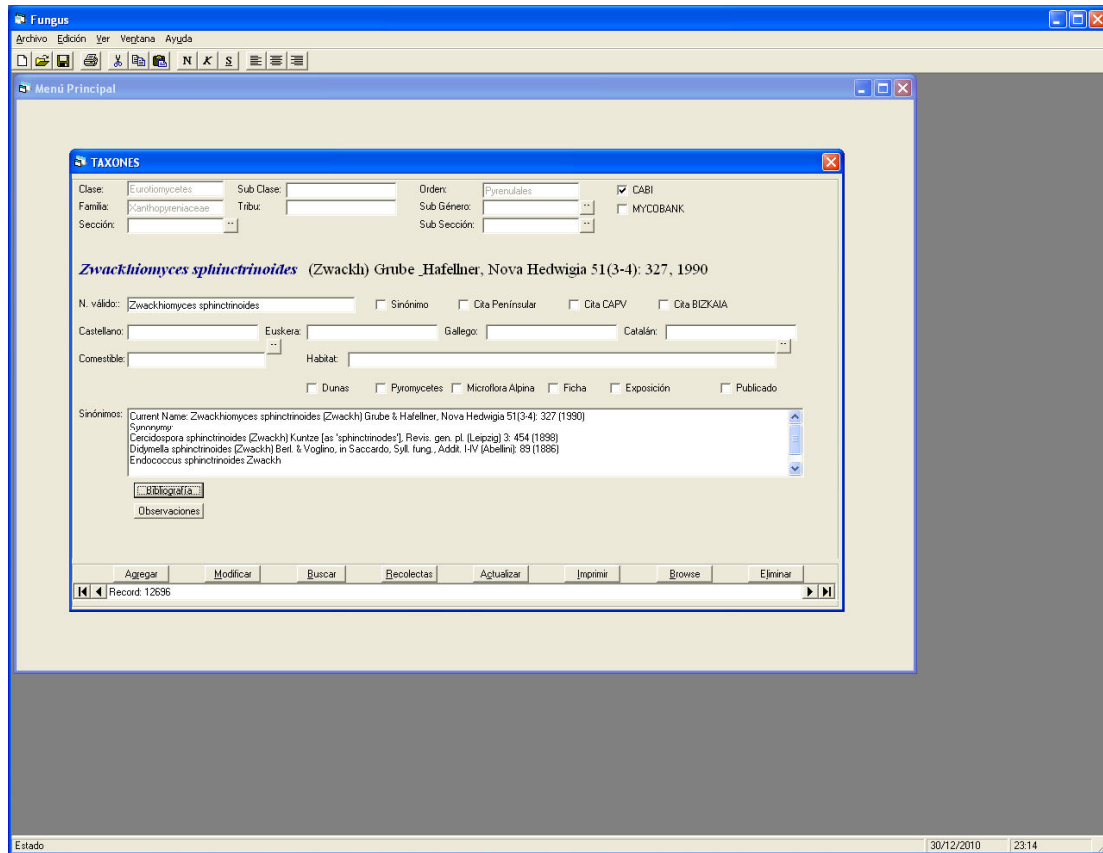 Fungus
Archivo Edición Ver Ventana Ayuda
N K S
Menú Principal
TAXONES
Clase: Eurotiomycetes Sub Clase: Orden: Pyrenulales CABI
Familia: Xanthopyreniaceae Tribu: Sub Género: .. MYCOBANK
Sección: .. Sub Sección: ..
Zwackhiomyces sphinctrinoides (Zwackh) Grube _Hafellner, Nova Hedwigia 51(3-4): 327, 1990
N. válido:: Zwackhiomyces sphinctrinoides Sinónimo Cita Penínsular Cita CAPV Cita BIZKAIA
Castellano: Euskera: Gallego: Catalán:
.. ..
Comestible: Habitat:
Dunas Pyromycetes Microflora Alpina Ficha Exposición Publicado
Sinónimos: Current Name: Zwackhiomyces sphinctrinoides (Zwackh) Grube & Hafellner, Nova Hedwigia 51(3-4): 327 (1990)
Synonymy:
Cercidospora sphinctrinoides (Zwackh) Kuntze [as 'sphinctrinodes'], Revis. gen. pl. (Leipzig) 3: 454 (1898)
Didymella sphinctrinoides (Zwackh) Berl. & Voglino, in Saccardo, Syll. fung., Addit. I-IV (Abellini): 89 (1886)
Endococcus sphinctrinoides Zwackh
Bibliografía
Observaciones
Agregar Modificar Buscar Recolectas Actualizar Imprimir Browse Eliminar
Record: 12696
Estado 30/12/2010 23:14